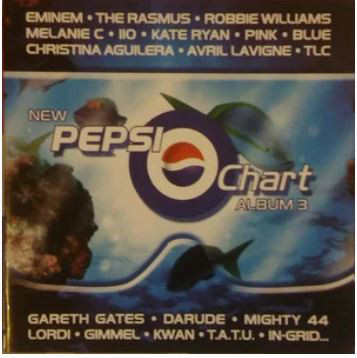 EMINEM • THE RASMUS • ROBBIE WILLIAMS
MELANIE C • IIO • KATE RYAN • PINK • BLUE
CHRISTINA AGUILERA • AVRIL LAVIGNE • TLC
NEW
PEPSI
Chart
ALBUM 3
GARETH GATES • DARUDE • MIGHTY 44
LORDI • GIMMEL • KWAN • T.A.T.U. • IN-GRID...